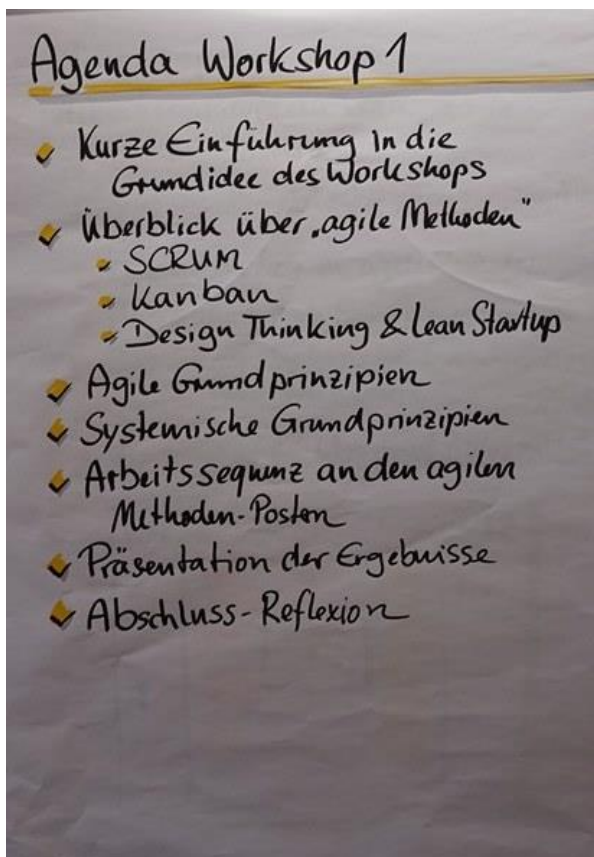 Agenda Workshop 1
Kurze Einführung In die
Grundidee des Workshops
Überblick über „agile Methoden"
SCRUM
Kanban
Design Thinking & Lean Startup
Agile Grundprinzipien
Systemische Grundprinzipien
Arbeitssequenz an den agilen
Methoden-Posten
Präsentation der Ergebnisse
Abschluss-Reflexion